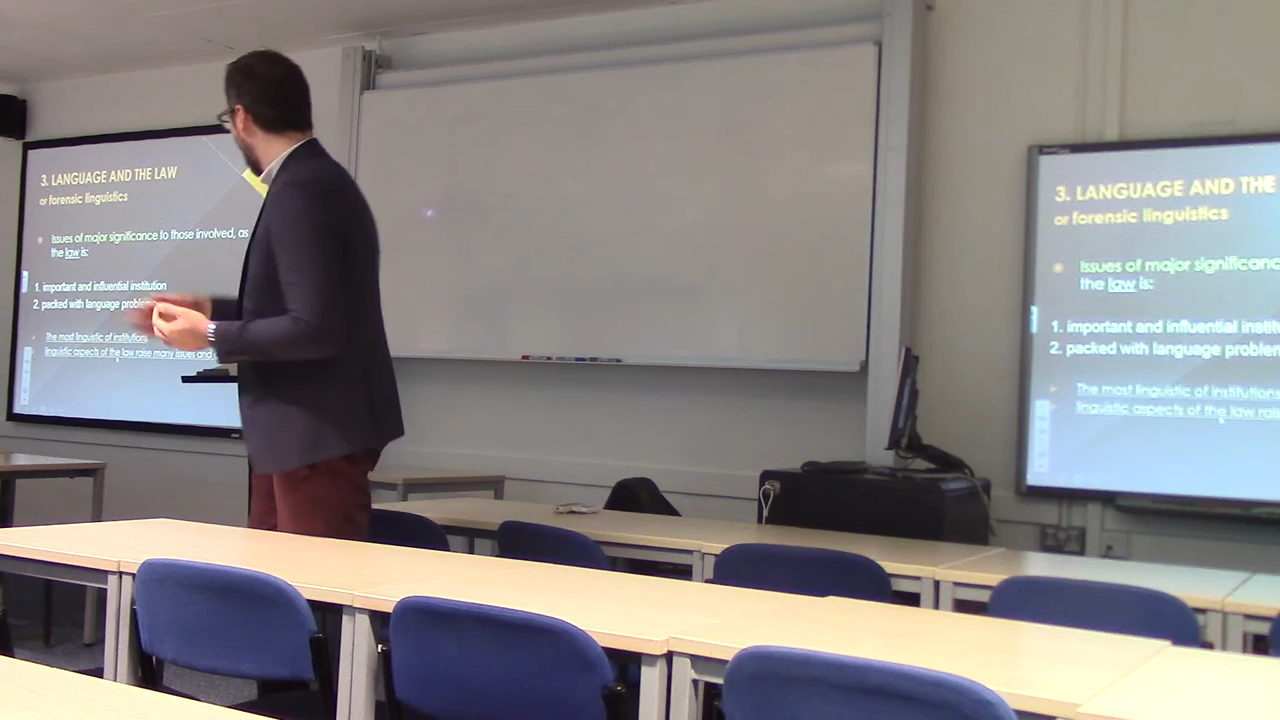 3. LANGUAGE AND THE LAW
or forensic linguistics
Issues of major significance to those involved, as
the law is:
1. important and influential institution
2. packed with language proble
The most linguistic of institutions
linguistic aspects of the law raise many issues and
3. LANGUAGE AND THE
or forensic linguistics
Issues of major significanc
the law is:
1. important and influential instit
2. packed with language problem
The most linguistic of institutions
linguistic aspects of the law rais